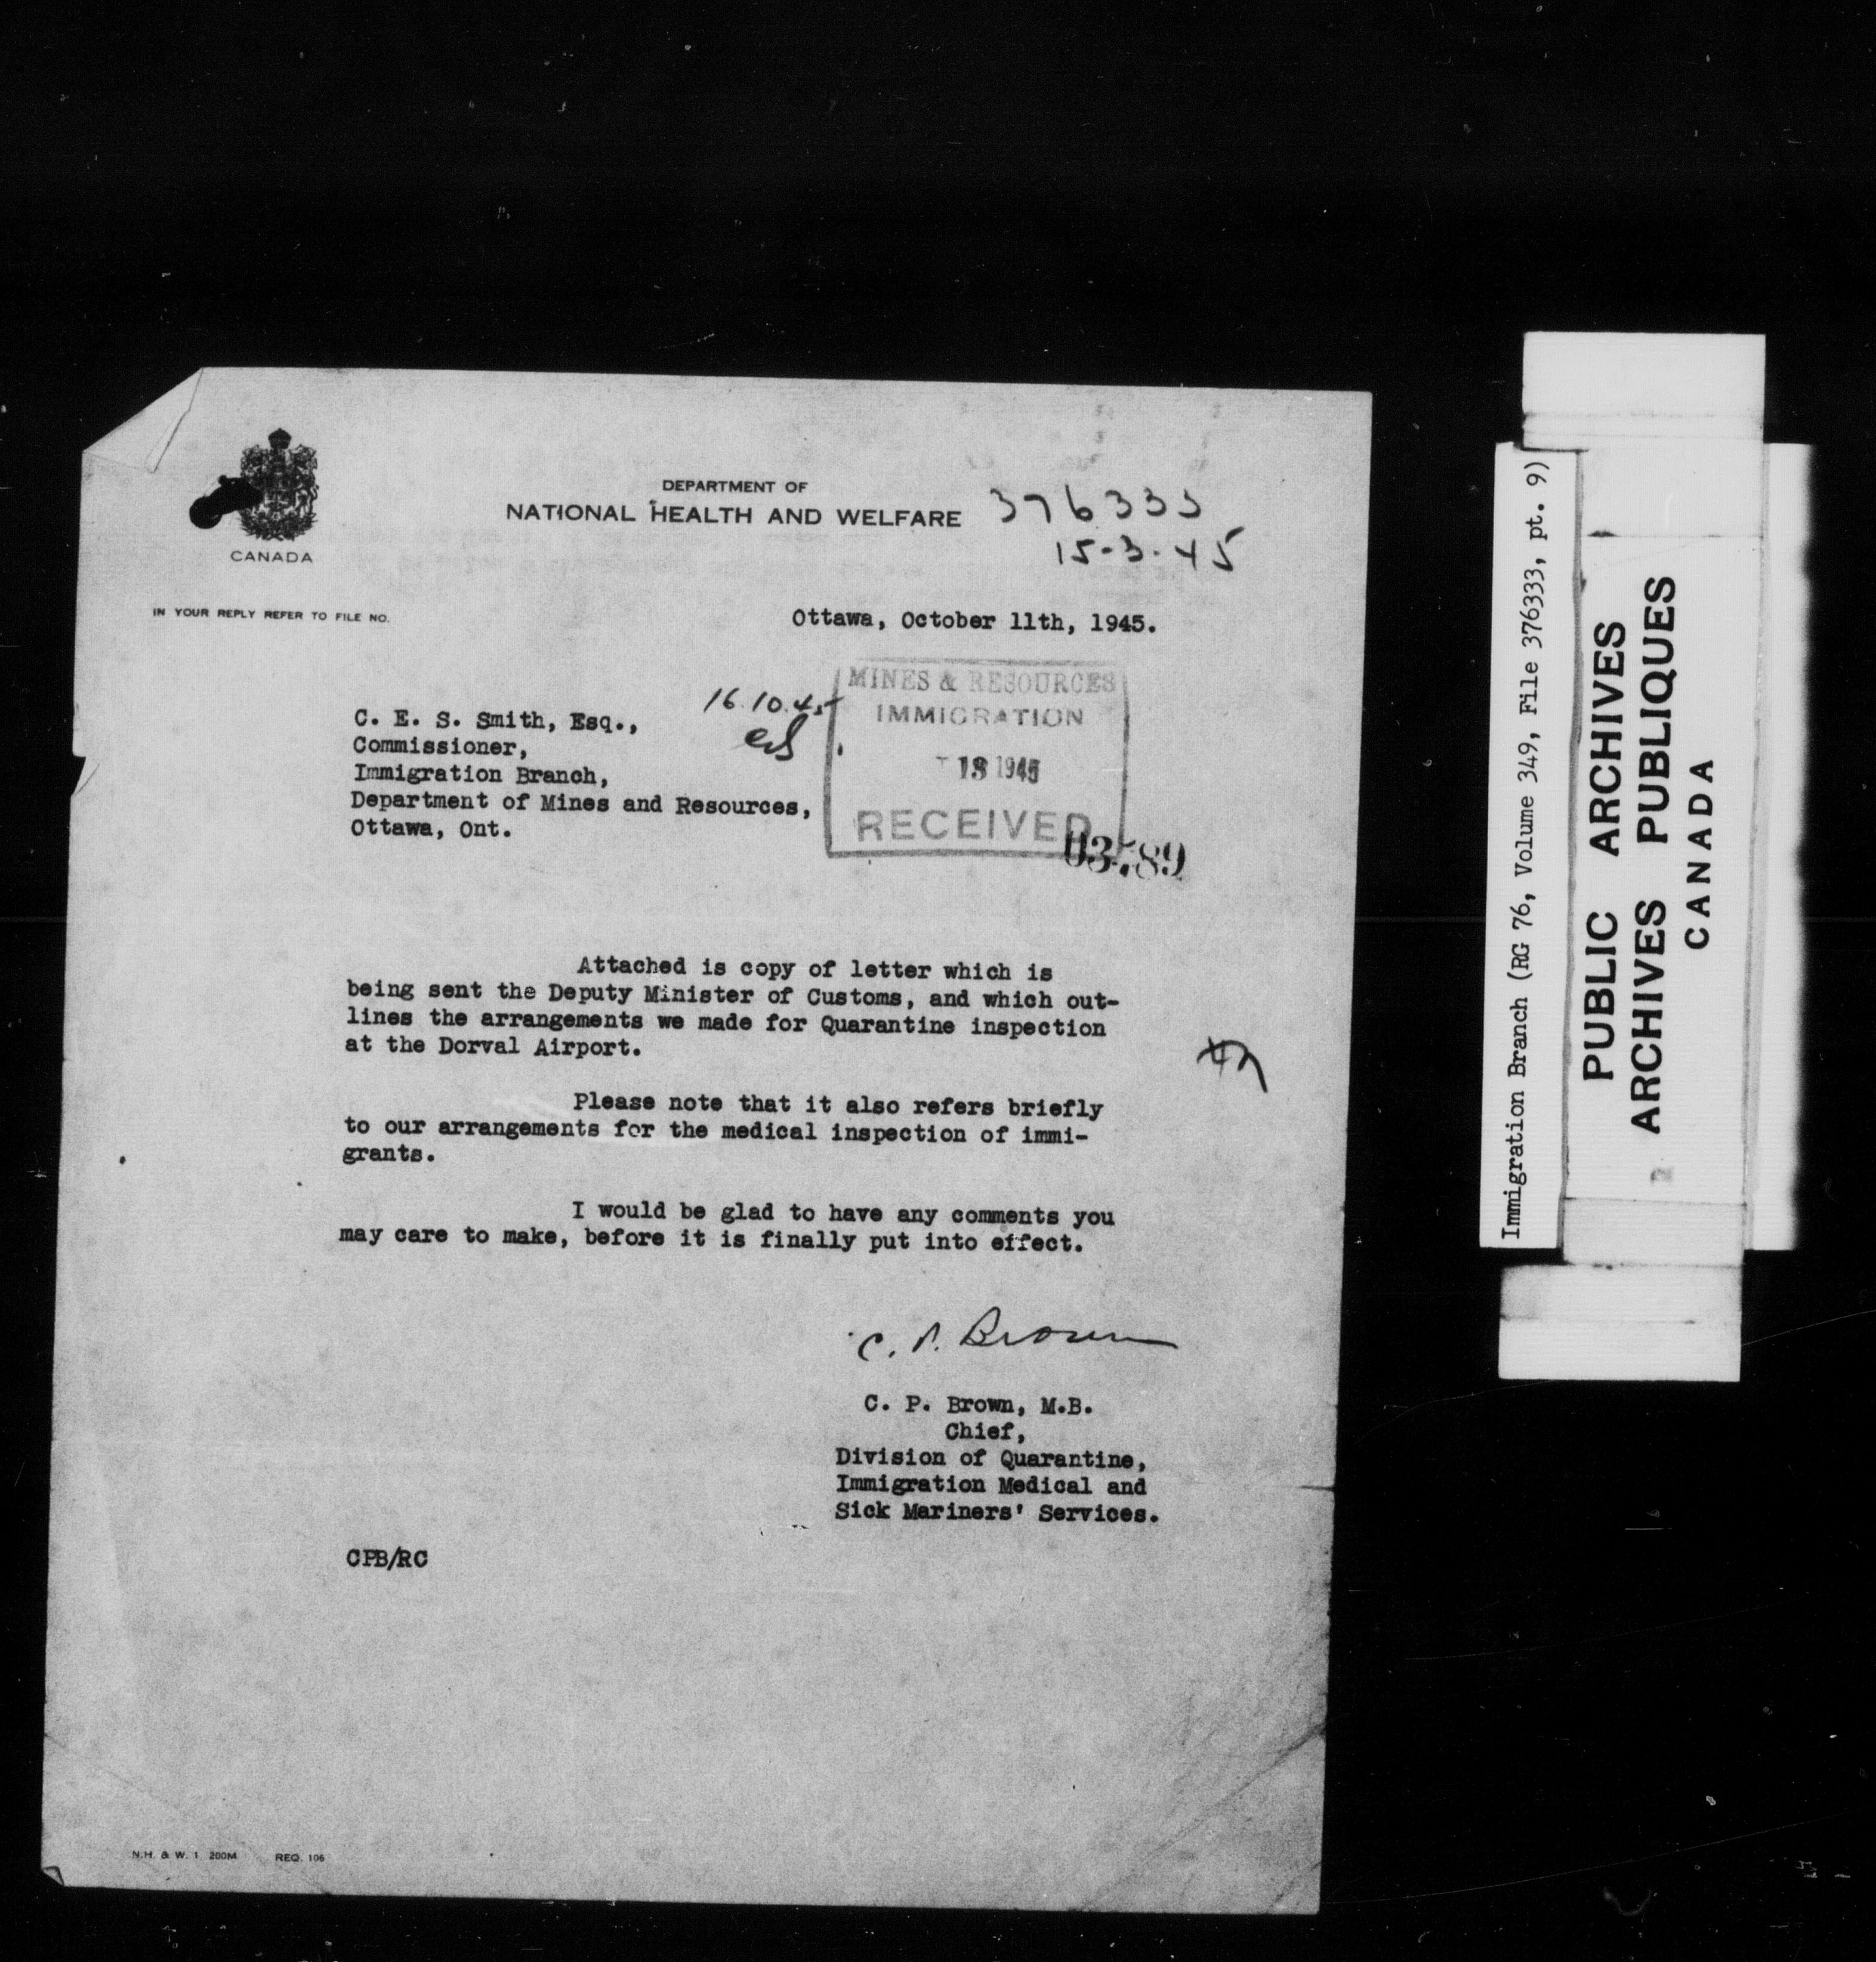 DEPARTMENT OF
NATIONAL HEALTH AND WELFARE
376333
15-3-45
CANADA
IN YOUR REPLY REFER TO FILE NO.
Ottawa, October 11th, 1945.
16.10.45
C. E. S. Smith, Esq.,
Commissioner,
Immigration Branch,
Department of Mines and Resources,
Ottawa, Ont.
MINES & RESOURCES
IMMIGRATION
13 1945
RECEIVED
Attached is copy of letter which is
being sent the Deputy Minister of Customs, and which out-
lines the arrangements we made for Quarantine inspection
at the Dorval Airport.
Please note that it also refers briefly
to our arrangements for the medical inspection of immi-
grants.
I would be glad to have any comments you
may care to make, before it is finally put into effect.
C. P. Brown
C. P. Brown, M.B.
Chief,
Division of Quarantine,
Immigration Medical and
Sick Mariners' Services.
CPB/RC
N.H. & W. 1 200M REQ. 106
Immigration Branch (RG 76, Volume 349, File 376333, pt. 9)
PUBLIC ARCHIVES
ARCHIVES PUBLIQUES
CANADA